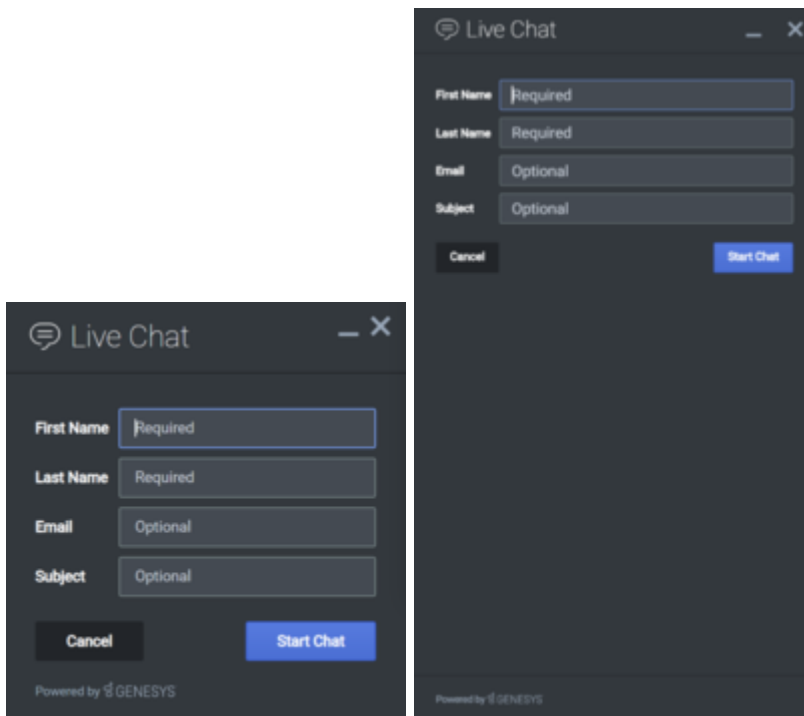 Live Chat
First Name Required
Last Name Required
Email Optional
Subject Optional
Cancel Start Chat
Powered by GENESYS
Live Chat
First Name Required
Last Name Required
Email Optional
Subject Optional
Cancel Start Chat
Powered by GENESYS